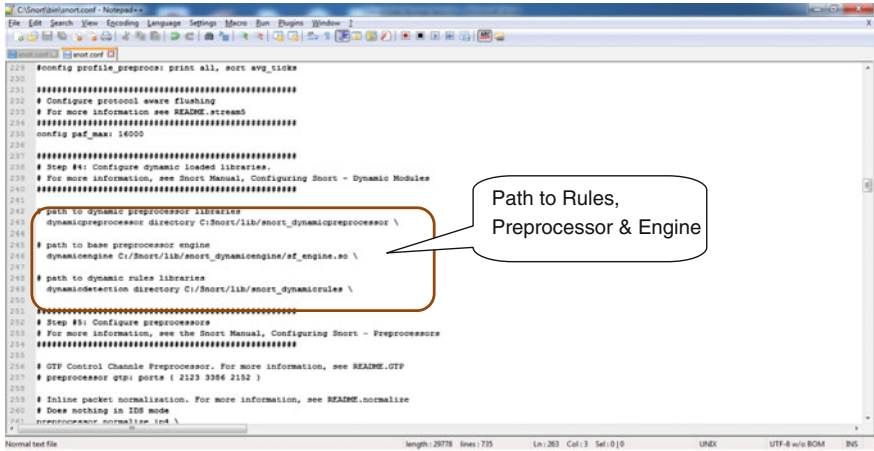 C:\Snort\bin\snort.conf - Notepad++
File Edit Search View Encoding Language Settings Macro Run Plugins Window ?
X
snort.conf snort.conf
229 #config profile_preprocs: print all, sort avg_ticks
230
231 #################################################
232 # Configure protocol aware flushing
233 # For more information see README.stream5
234 #################################################
235 config paf_max: 16000
236
237 #################################################
238 # Step #4: Configure dynamic loaded libraries.
239 # For more information, see Snort Manual, Configuring Snort - Dynamic Modules
240 #################################################
241
242 # path to dynamic preprocessor libraries
243 dynamicpreprocessor directory C:Snort/lib/snort_dynamicpreprocessor \
244
245 # path to base preprocessor engine
246 dynamicengine C:/Snort/lib/snort_dynamicengine/sf_engine.so \
247
248 # path to dynamic rules libraries
249 dynamicdetection directory C:/Snort/lib/snort_dynamicrules \
250
251 #################################################
252 # Step #5: Configure preprocessors
253 # For more information, see the Snort Manual, Configuring Snort - Preprocessors
254 #################################################
255
256 # GTP Control Channle Preprocessor. For more information, see README.GTP
257 # preprocessor gtp: ports { 2123 3386 2152 }
258
259 # Inline packet normalization. For more information, see README.normalize
260 # Does nothing in IDS mode
261 preprocessor normalize_ip4 \
Path to Rules,
Preprocessor & Engine
Normal text file length : 29778 lines : 735 Ln : 263 Col : 3 Sel : 0 | 0 UNIX UTF-8 w/o BOM INS